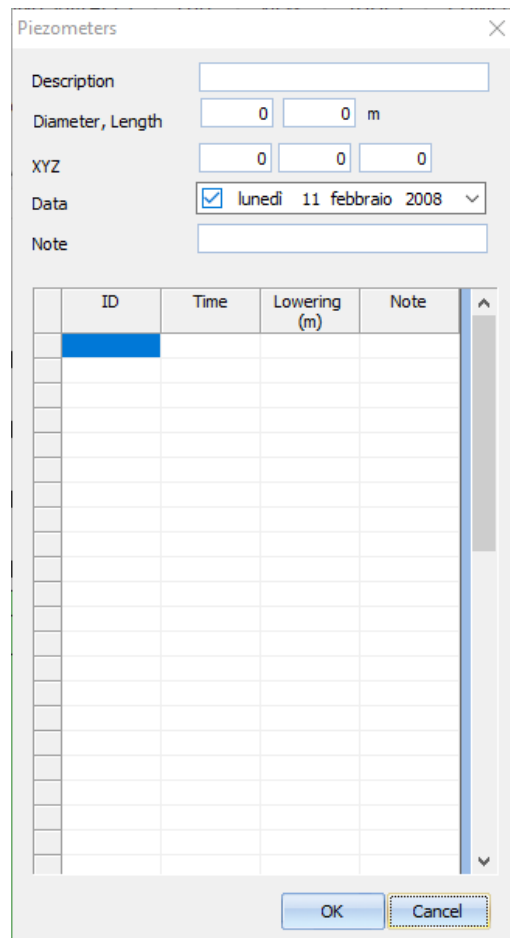 Piezometers
Description
Diameter, Length 0 0 m
XYZ 0 0 0
Data lunedì 11 febbraio 2008
Note
ID Time Lowering (m) Note
OK Cancel